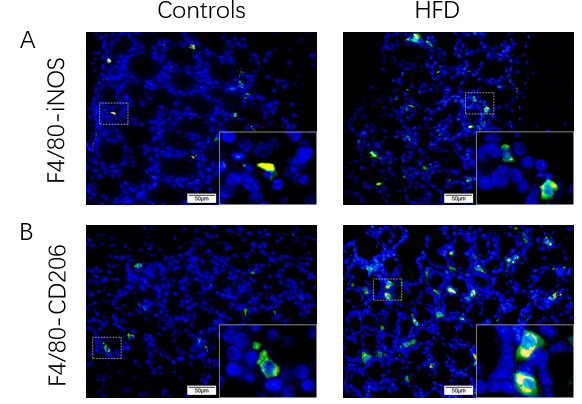 Controls HFD
A
F4/80-iNOS
50μm
50μm
B
F4/80-CD206
50μm
50μm